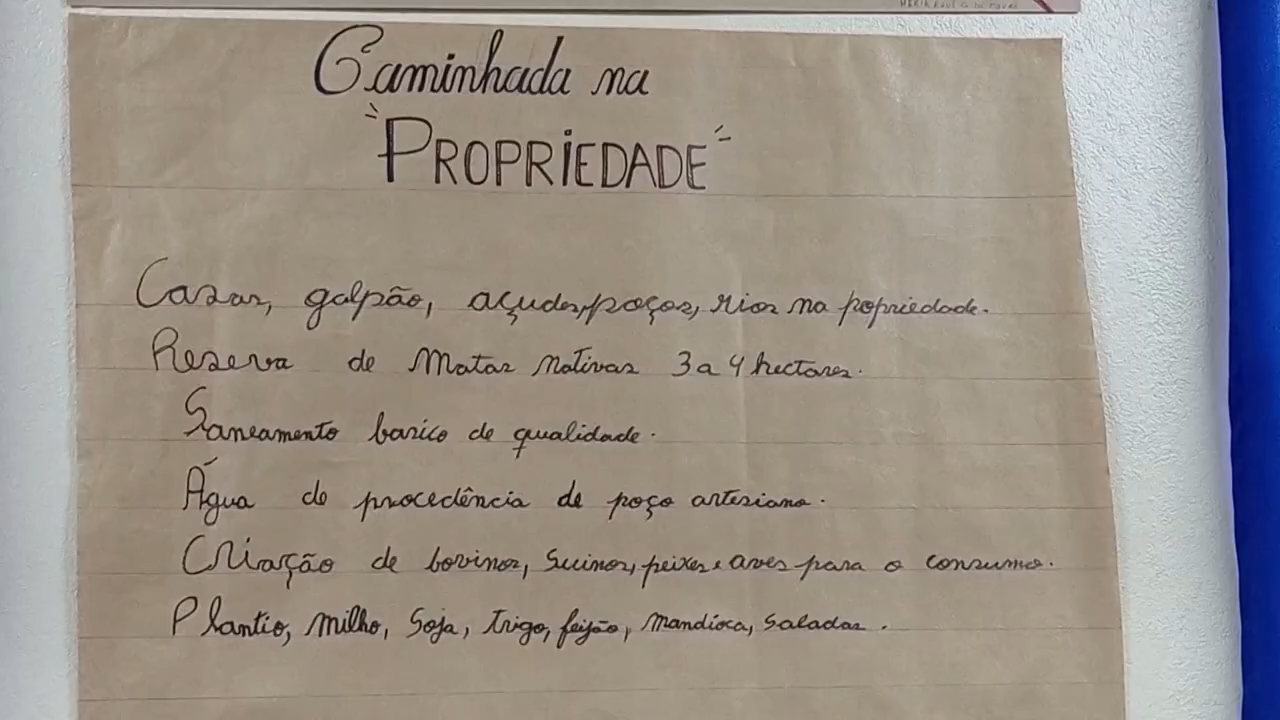 Caminhada na
"PROPRIEDADE"
Casas, galpão, açudes, poços, rios na popriedade.
Reserva de Matas nativas 3 a 4 hectares.
Saneamento basico de qualidade.
Água de procedência de poço artesiano.
Criação de bovinos, Suinos, peixes e aves para o consumo.
Plantio, milho, Soja, trigo, feijão, mandioca, saladas.